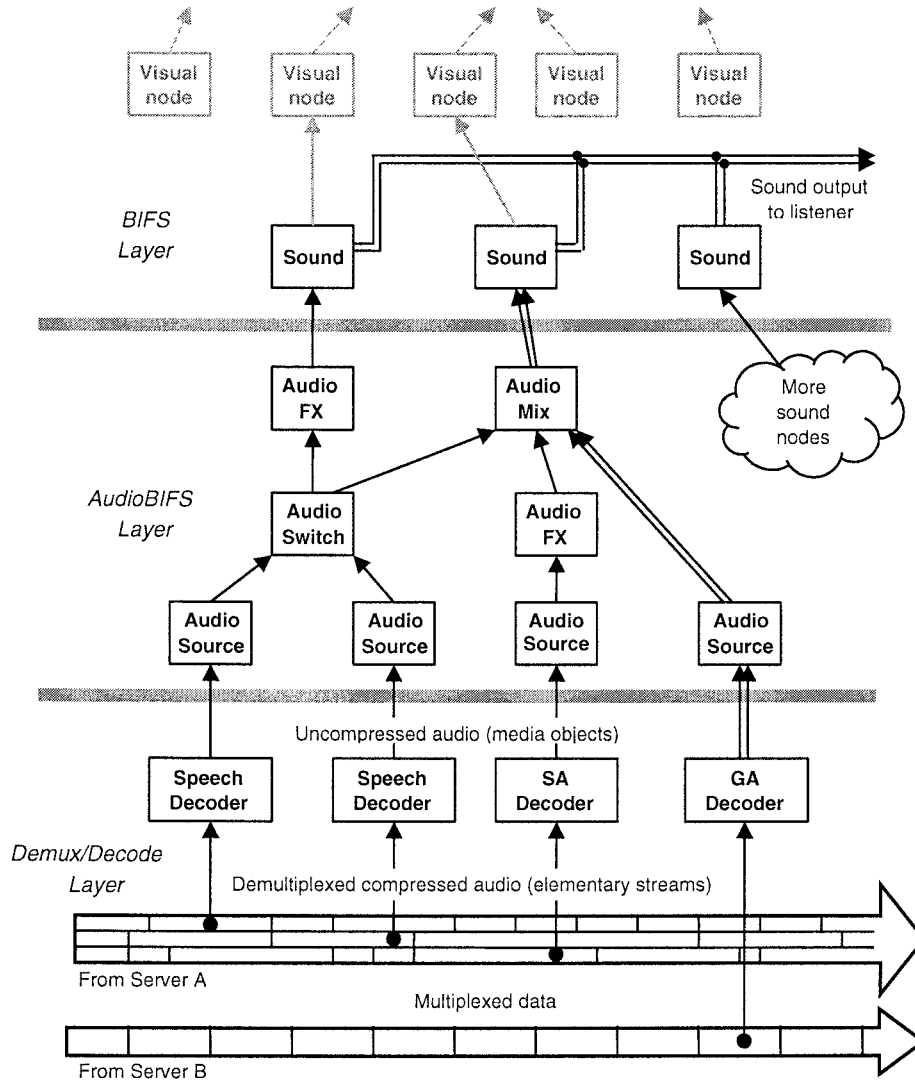 Visual
node
Visual
node
Visual
node
Visual
node
Visual
node
Sound output
to listener
BIFS
Layer
Sound
Sound
Sound
Audio
FX
Audio
Mix
More
sound
nodes
AudioBIFS
Layer
Audio
Switch
Audio
FX
Audio
Source
Audio
Source
Audio
Source
Audio
Source
Uncompressed audio (media objects)
Speech
Decoder
Speech
Decoder
SA
Decoder
GA
Decoder
Demux/Decode
Layer
Demultiplexed compressed audio (elementary streams)
From Server A
Multiplexed data
From Server B